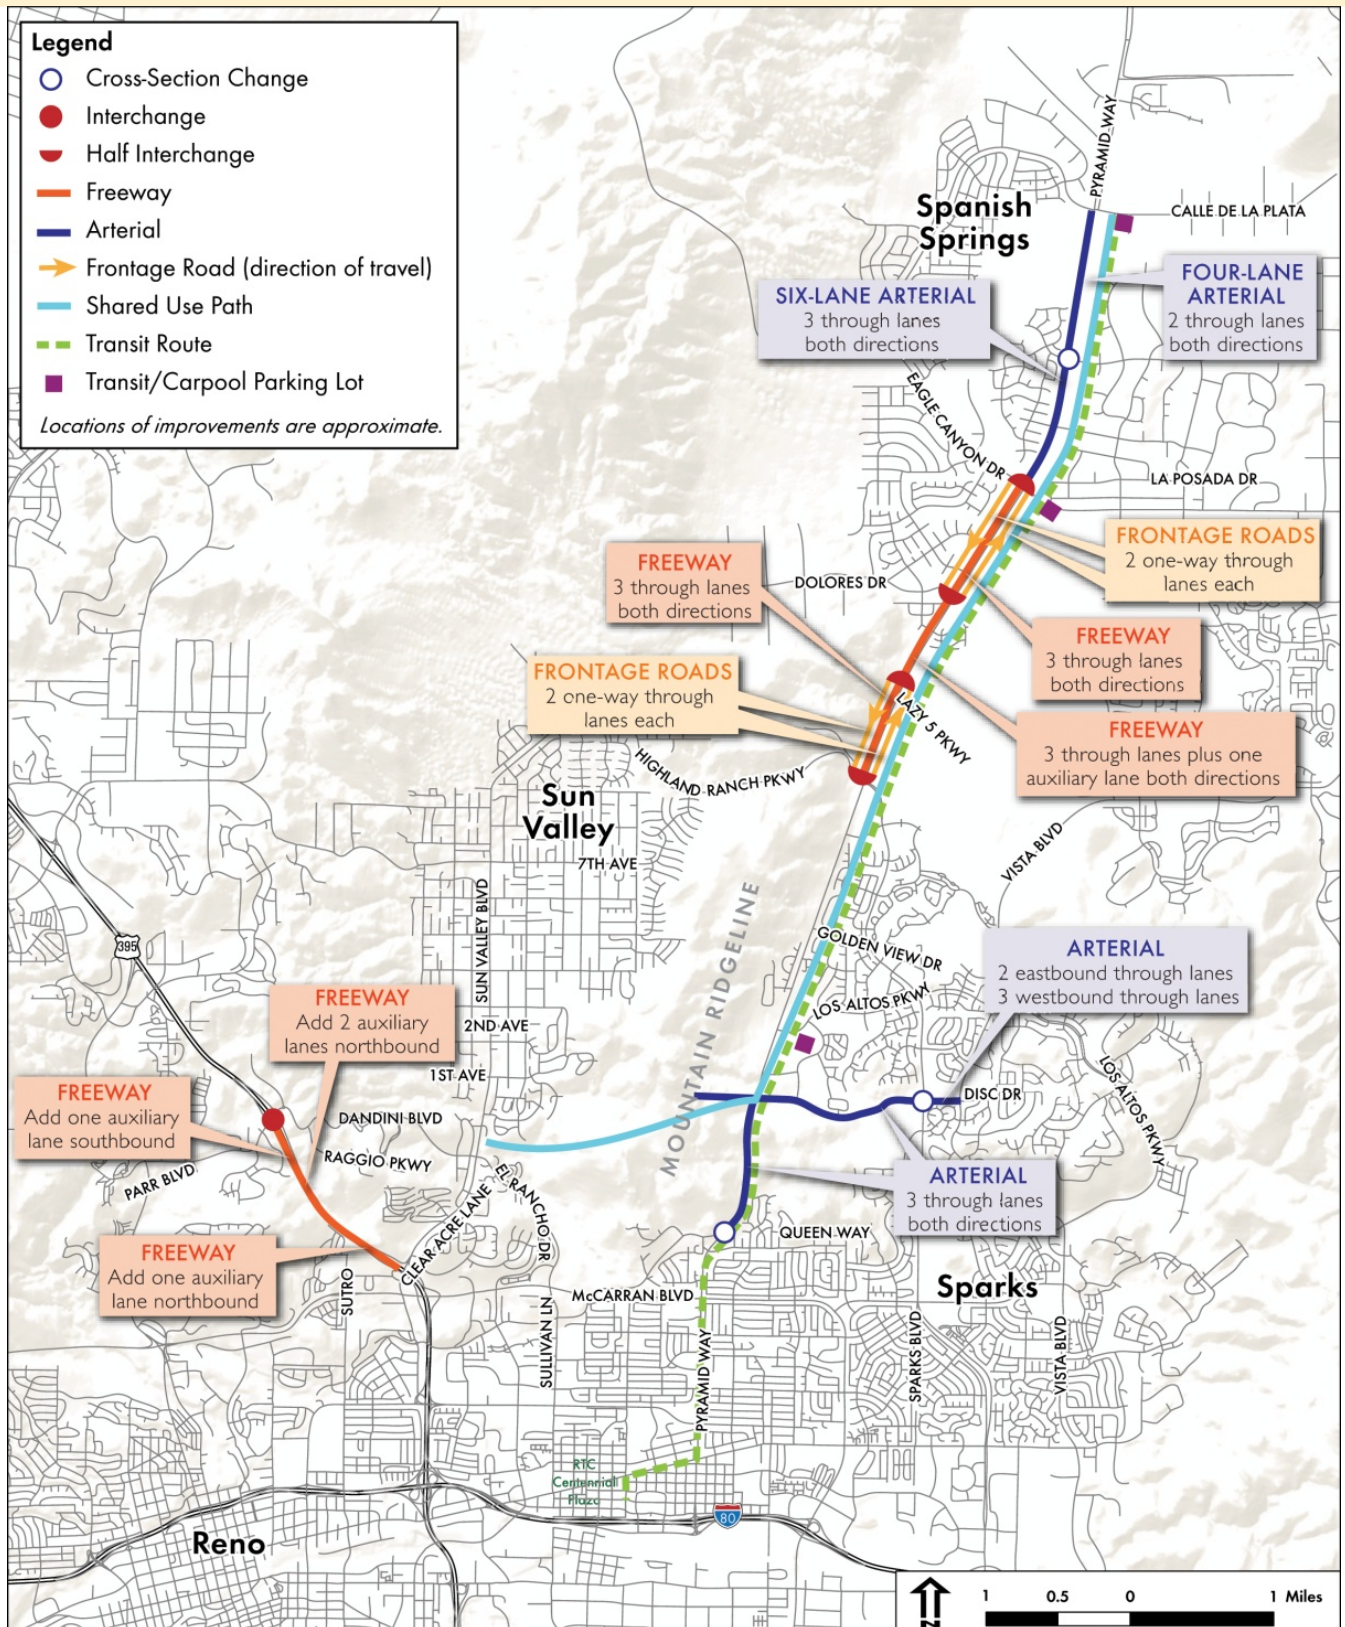 Legend
Cross-Section Change
Interchange
Half Interchange
Freeway
Arterial
Frontage Road (direction of travel)
Shared Use Path
Transit Route
Transit/Carpool Parking Lot
Locations of improvements are approximate.
PYRAMID WAY
Spanish
Springs
CALLE DE LA PLATA
SIX-LANE ARTERIAL
3 through lanes
both directions
FOUR-LANE
ARTERIAL
2 through lanes
both directions
EAGLE CANYON DR
LA POSADA DR
FRONTAGE ROADS
2 one-way through
lanes each
FREEWAY
3 through lanes
both directions
DOLORES DR
FREEWAY
3 through lanes
both directions
FRONTAGE ROADS
2 one-way through
lanes each
LAZY 5 PKWY
FREEWAY
3 through lanes plus one
auxiliary lane both directions
HIGHLAND RANCH PKWY
Sun
Valley
7TH AVE
VISTA BLVD
SUN VALLEY BLVD
MOUNTAIN RIDGELINE
395
GOLDEN VIEW DR
ARTERIAL
2 eastbound through lanes
3 westbound through lanes
LOS ALTOS PKWY
FREEWAY
Add 2 auxiliary
lanes northbound
2ND AVE
1ST AVE
FREEWAY
Add one auxiliary
lane southbound
DANDINI BLVD
DISC DR
LOS ALTOS PKWY
RAGGIO PKWY
PARR BLVD
EL RANCHO DR
ARTERIAL
3 through lanes
both directions
CLEAR ACRE LANE
QUEEN WAY
FREEWAY
Add one auxiliary
lane northbound
SUTRO
McCARRAN BLVD
Sparks
SULLIVAN LN
PYRAMID WAY
SPARKS BLVD
VISTA BLVD
RTC
Centennial
Plaza
80
Reno
N
1 0.5 0 1 Miles